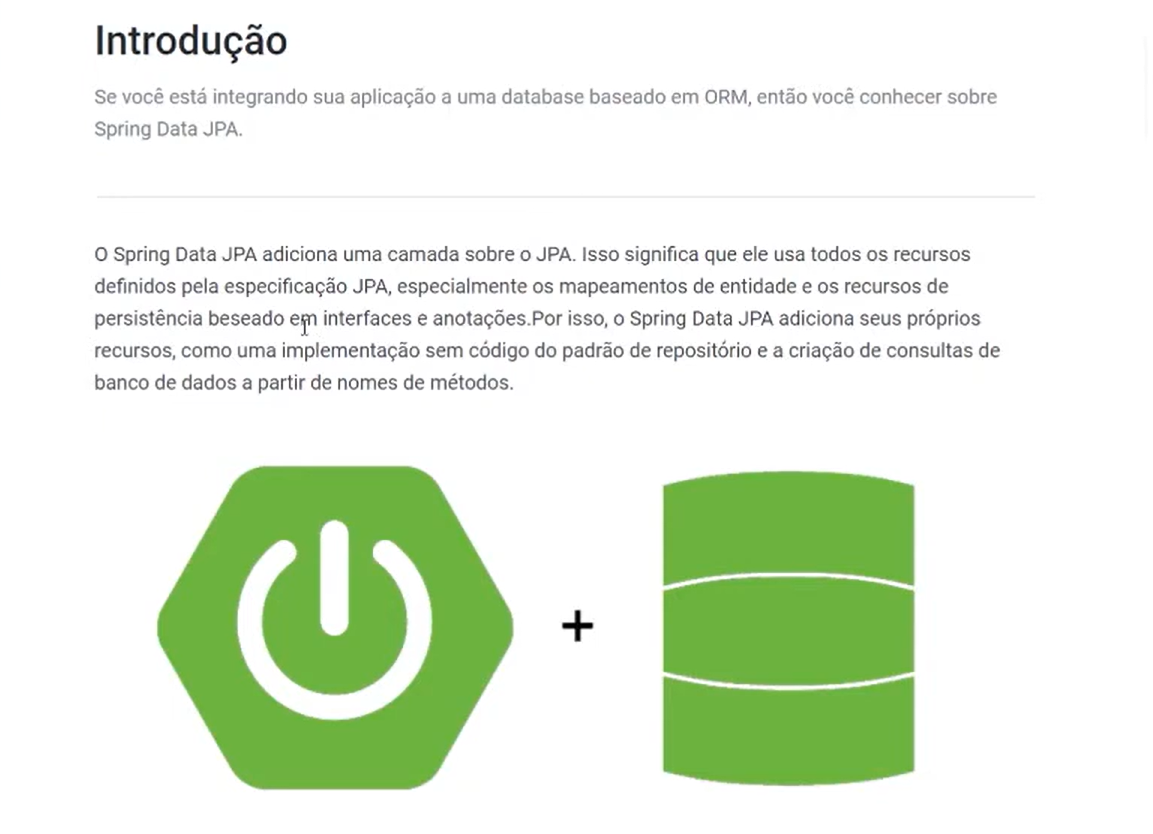 Introdução
Se você está integrando sua aplicação a uma database baseado em ORM, então você conhecer sobre
Spring Data JPA.
O Spring Data JPA adiciona uma camada sobre o JPA. Isso significa que ele usa todos os recursos
definidos pela especificação JPA, especialmente os mapeamentos de entidade e os recursos de
persistência beseado em interfaces e anotações.Por isso, o Spring Data JPA adiciona seus próprios
recursos, como uma implementação sem código do padrão de repositório e a criação de consultas de
banco de dados a partir de nomes de métodos.
+